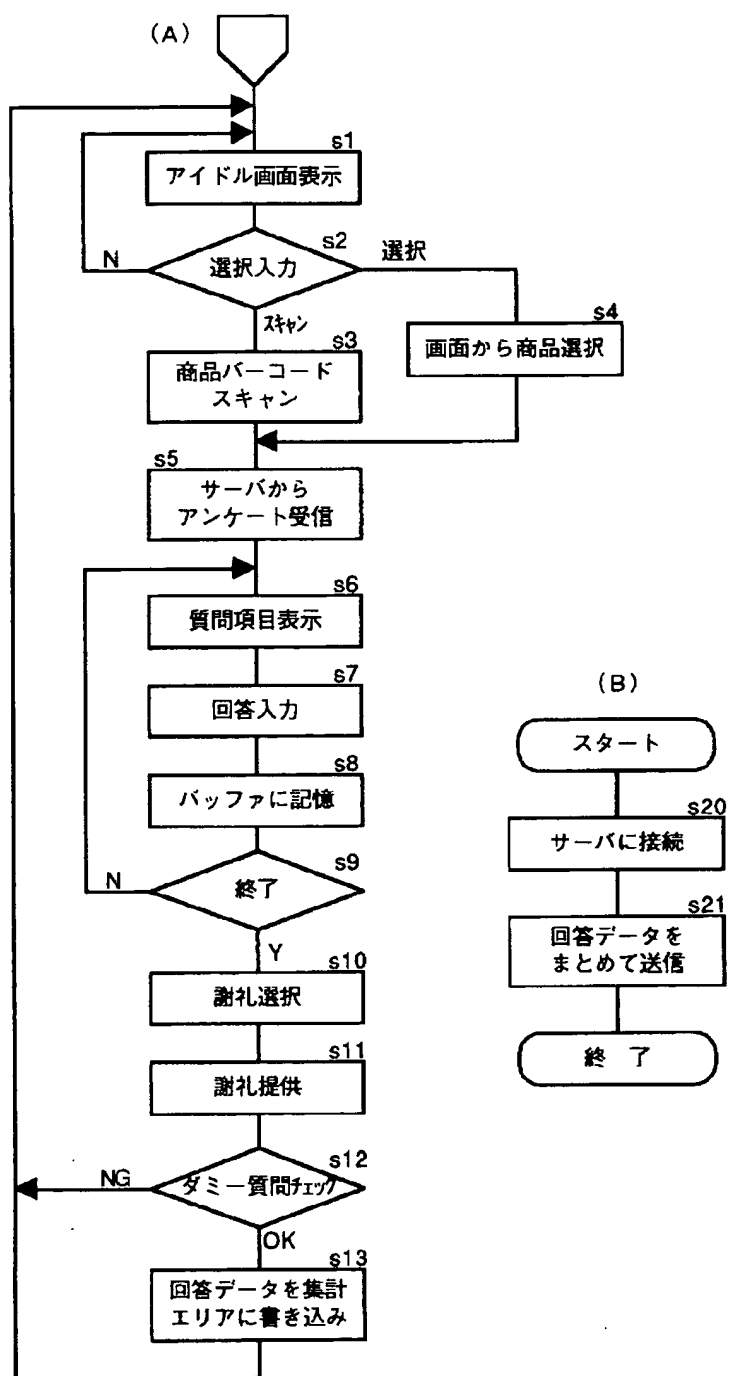 (A)
s1
アイドル画面表示
s2
選択入力
N
選択
スキャン
s3
商品バーコード
スキャン
s4
画面から商品選択
s5
サーバから
アンケート受信
s6
質問項目表示
s7
回答入力
s8
バッファに記憶
s9
終了
N
Y
s10
謝礼選択
s11
謝礼提供
s12
ダミー質問チェック
NG
OK
s13
回答データを集計
エリアに書き込み
(B)
スタート
s20
サーバに接続
s21
回答データを
まとめて送信
終 了